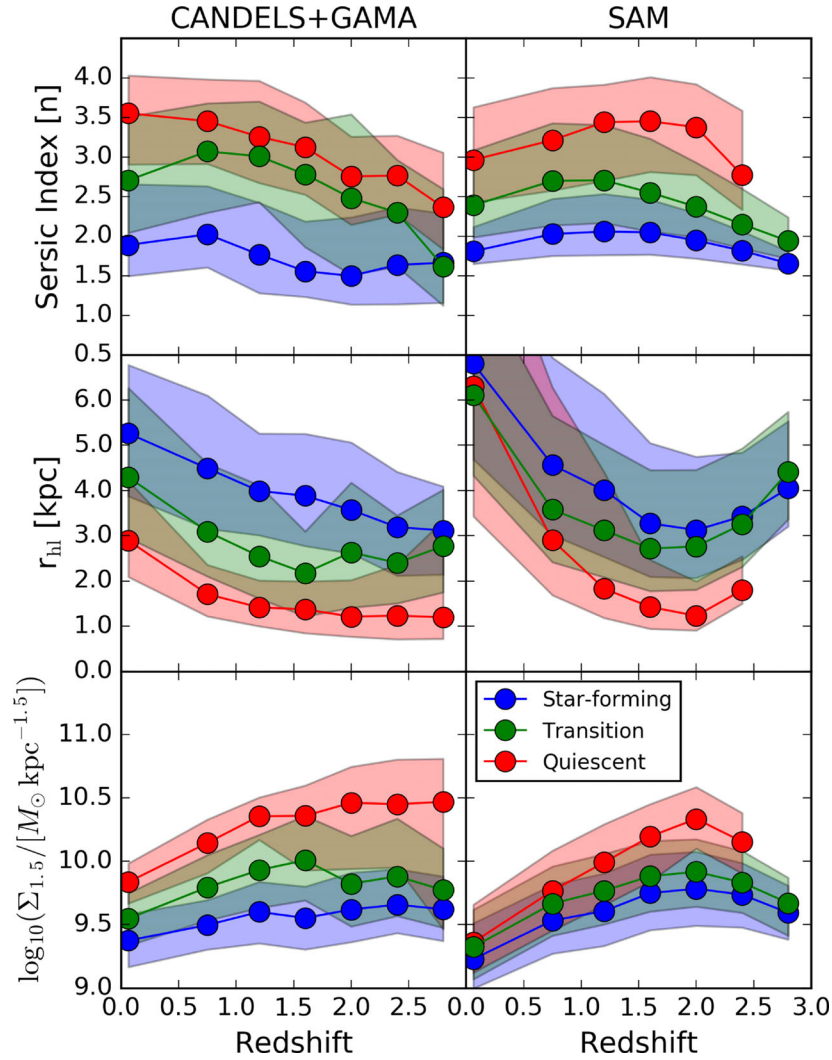 CANDELS+GAMA SAM
Sersic Index [n]
4.0
3.5
3.0
2.5
2.0
1.5
1.0
0.5
r_hl [kpc]
6.0
5.0
4.0
3.0
2.0
1.0
0.0
log₁₀(Σ₁.₅/[M⊙ kpc⁻¹·⁵])
11.0
10.5
10.0
9.5
9.0
Star-forming
Transition
Quiescent
0.0 0.5 1.0 1.5 2.0 2.5 0.0 0.5 1.0 1.5 2.0 2.5 3.0
Redshift Redshift